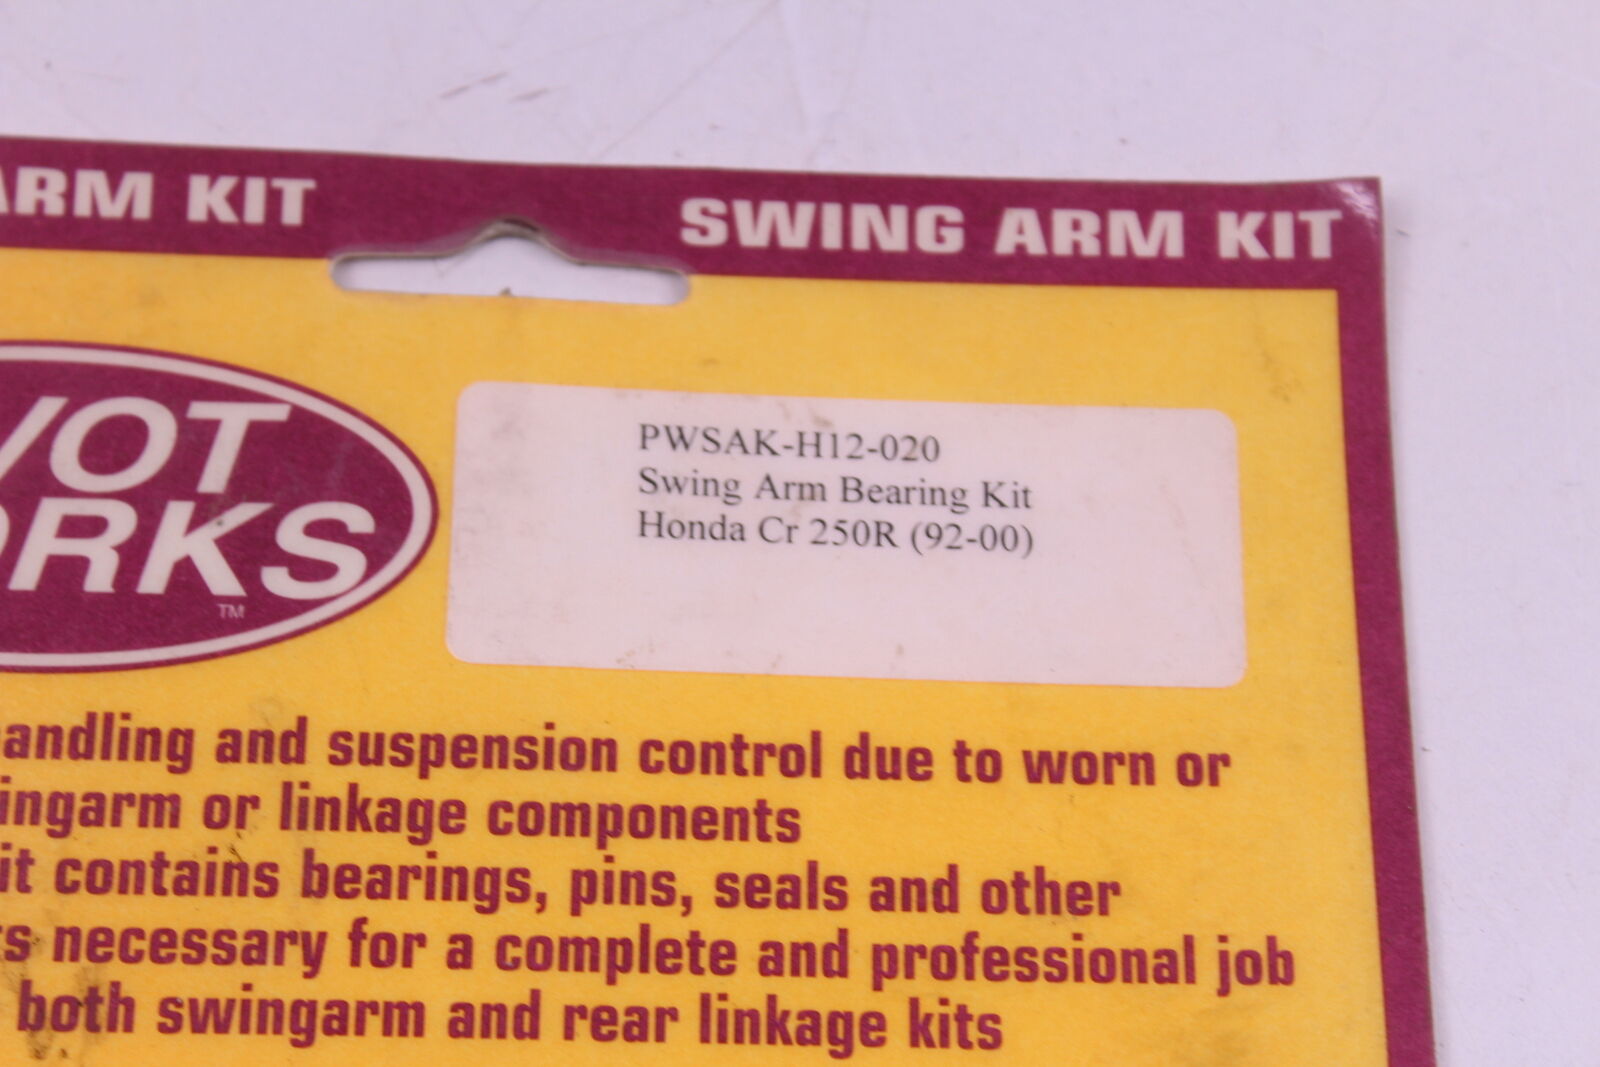 ARM KIT
SWING ARM KIT
VOT
ORKS
TM
PWSAK-H12-020
Swing Arm Bearing Kit
Honda Cr 250R (92-00)
andling and suspension control due to worn or
ingarm or linkage components
it contains bearings, pins, seals and other
s necessary for a complete and professional job
both swingarm and rear linkage kits